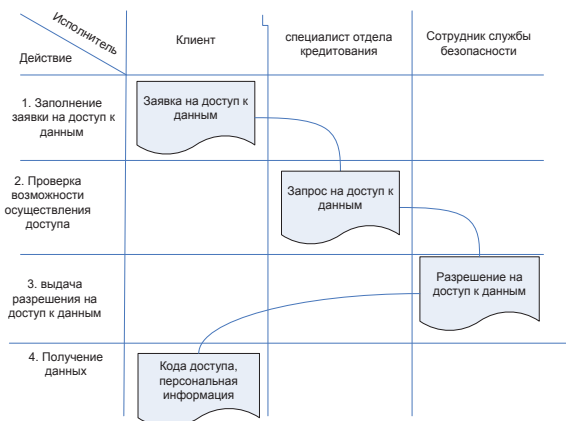 Исполнитель
Действие
Клиент
специалист отдела
кредитования
Сотрудник службы
безопасности
1. Заполнение
заявки на доступ к
данным
Заявка на доступ к
данным
2. Проверка
возможности
осуществления
доступа
Запрос на доступ к
данным
3. выдача
разрешения на
доступ к данным
Разрешение на
доступ к данным
4. Получение
данных
Кода доступа,
персональная
информация